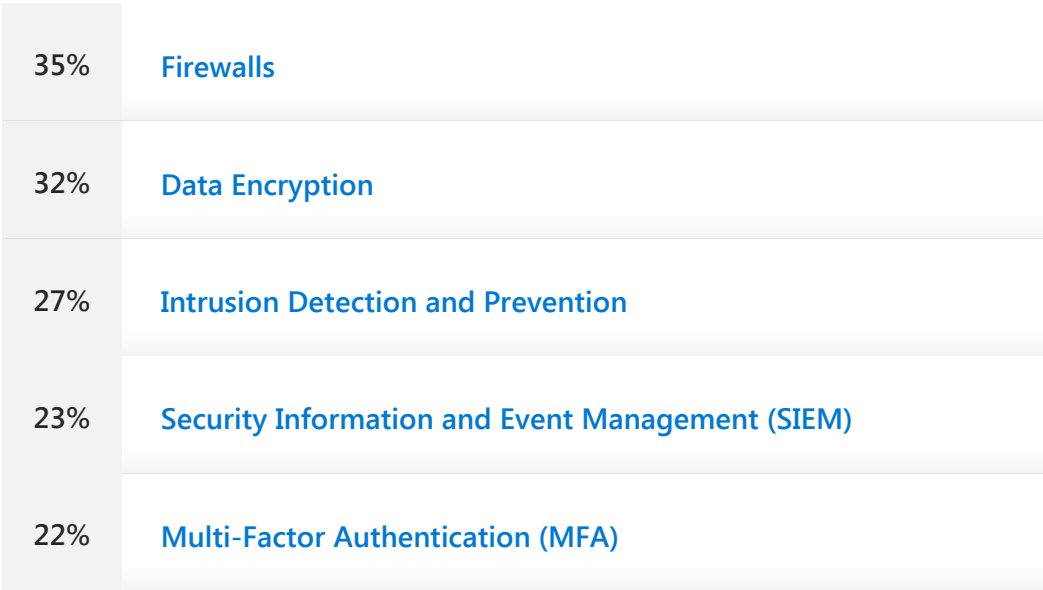 35% Firewalls
32% Data Encryption
27% Intrusion Detection and Prevention
23% Security Information and Event Management (SIEM)
22% Multi-Factor Authentication (MFA)